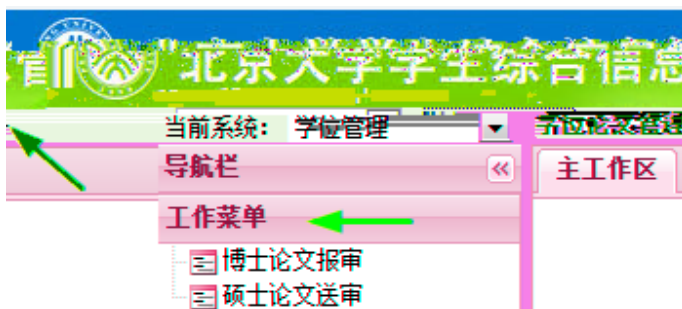 北京大学学生综合信息
当前系统： 学位管理
导航栏
主工作区
工作菜单
博士论文报审
硕士论文送审